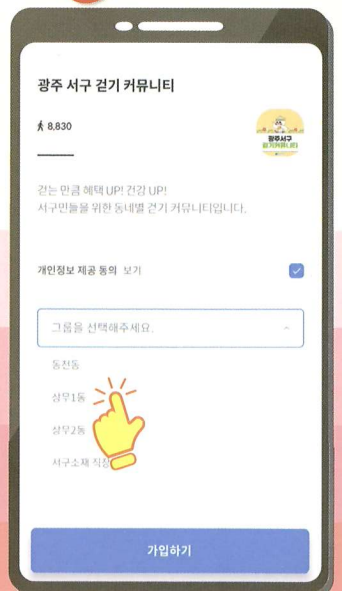 광주 서구 걷기 커뮤니티
8,830
광주서구
걷기커뮤니티
걷는 만큼 혜택 UP! 건강 UP!
서구민들을 위한 동네별 걷기 커뮤니티입니다.
개인정보 제공 동의 보기
그룹을 선택해주세요.
동천동
상무1동
상무2동
서구소재 직장
가입하기